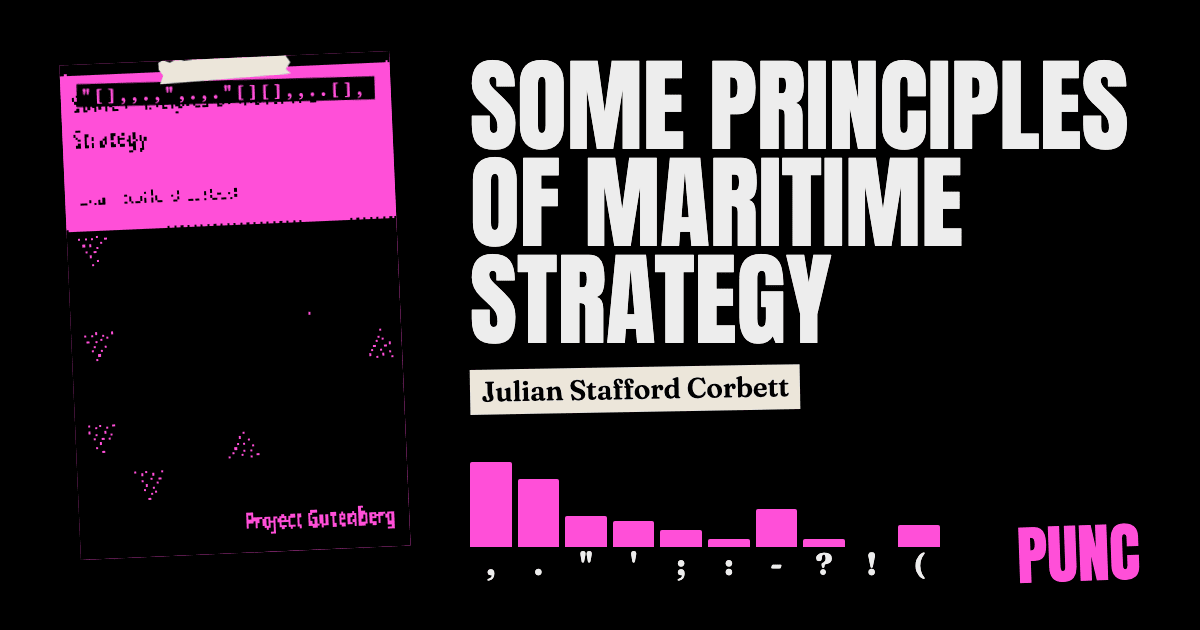 "[],,.,",.,."[][],,..[],
Strategy
Project Gutenberg
SOME PRINCIPLES
OF MARITIME
STRATEGY
Julian Stafford Corbett
, . " ' ; : - ? ! (
PUNC